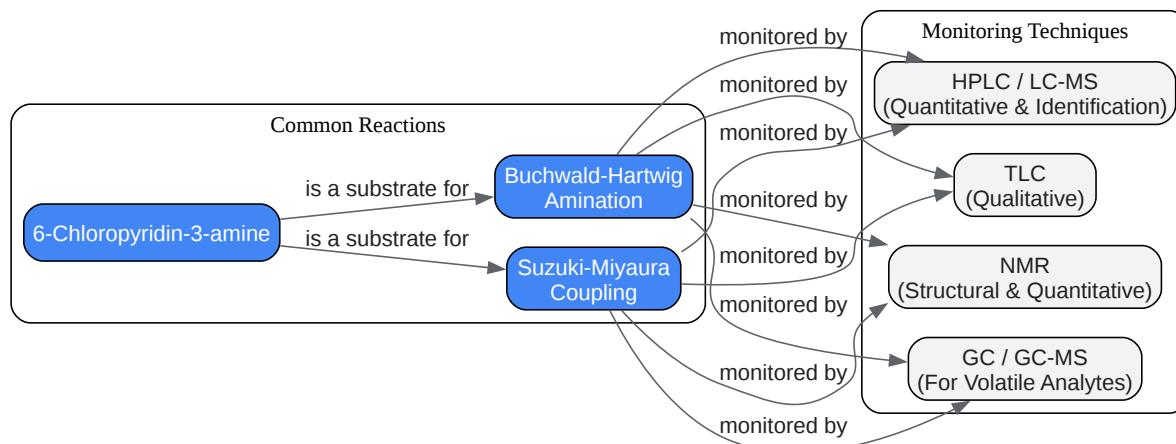 Common Reactions
6-Chloropyridin-3-amine
is a substrate for
is a substrate for
Buchwald-Hartwig
Amination
Suzuki-Miyaura
Coupling
monitored by
monitored by
monitored by
monitored by
monitored by
monitored by
monitored by
monitored by
Monitoring Techniques
HPLC / LC-MS
(Quantitative & Identification)
TLC
(Qualitative)
NMR
(Structural & Quantitative)
GC / GC-MS
(For Volatile Analytes)